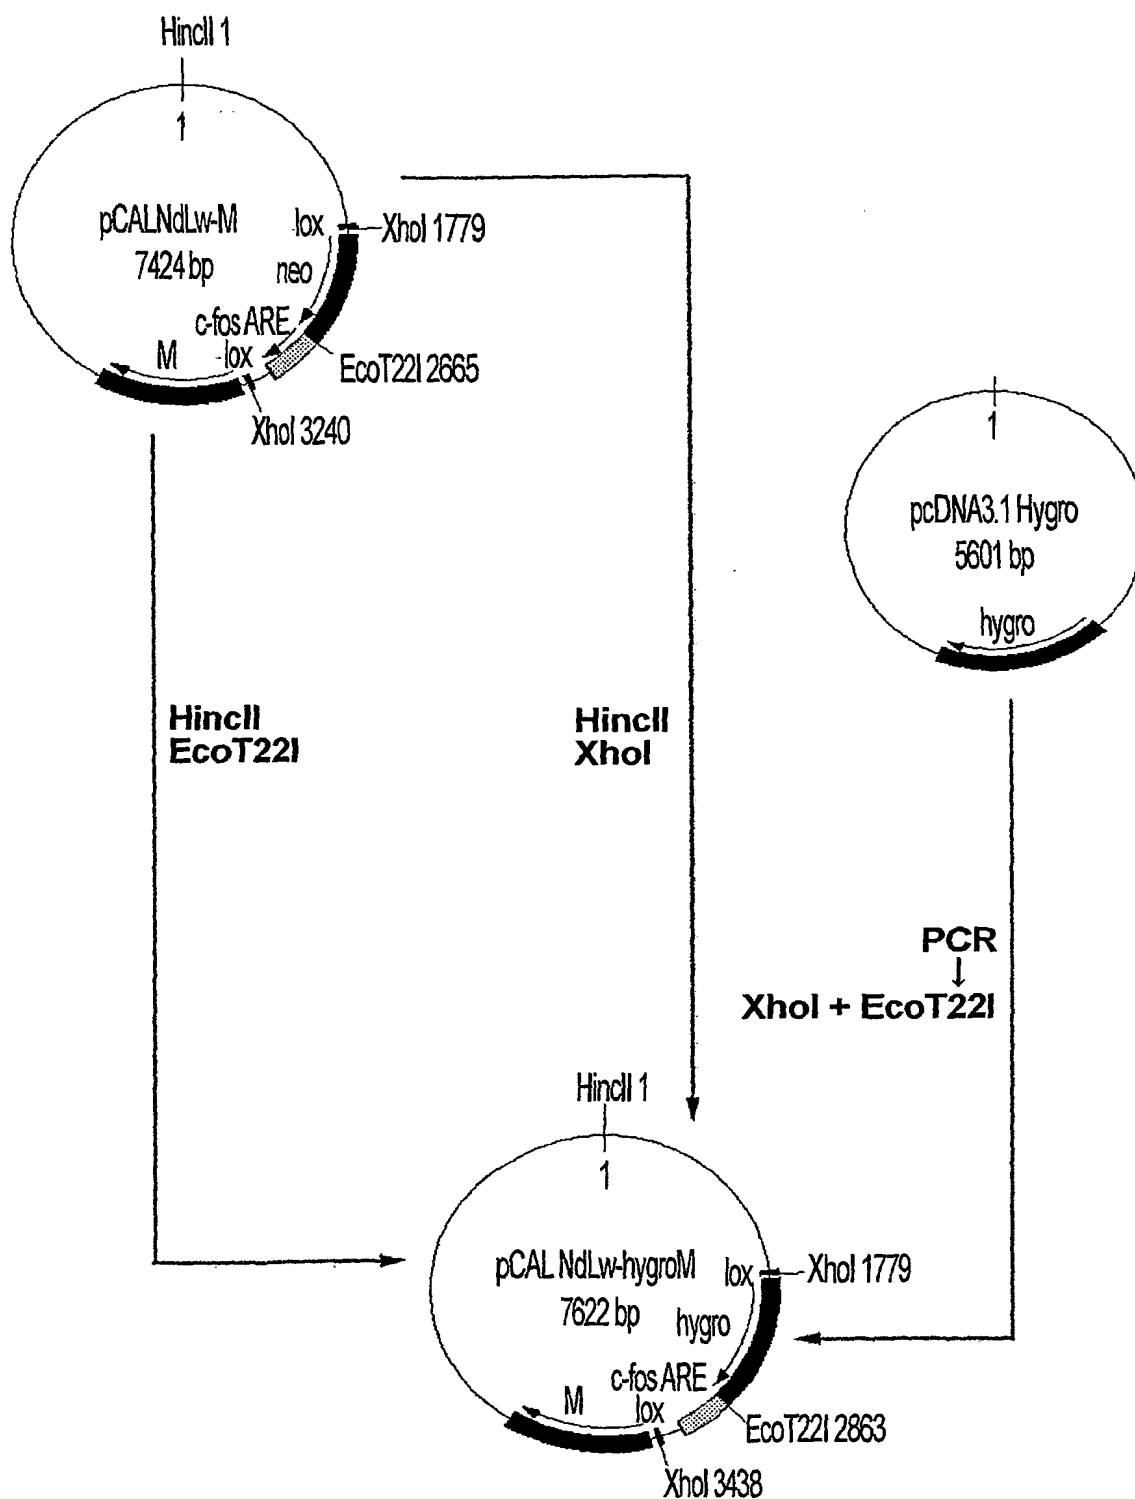 HincII 1
1
pCALNdLw-M
7424 bp
lox
XhoI 1779
neo
c-fos ARE
lox
M
EcoT22I 2665
XhoI 3240
1
pcDNA3.1 Hygro
5601 bp
hygro
HincII
EcoT22I
HincII
XhoI
PCR
↓
XhoI + EcoT22I
HincII 1
1
pCAL NdLw-hygroM
7622 bp
lox
XhoI 1779
hygro
c-fos ARE
lox
M
EcoT22I 2863
XhoI 3438